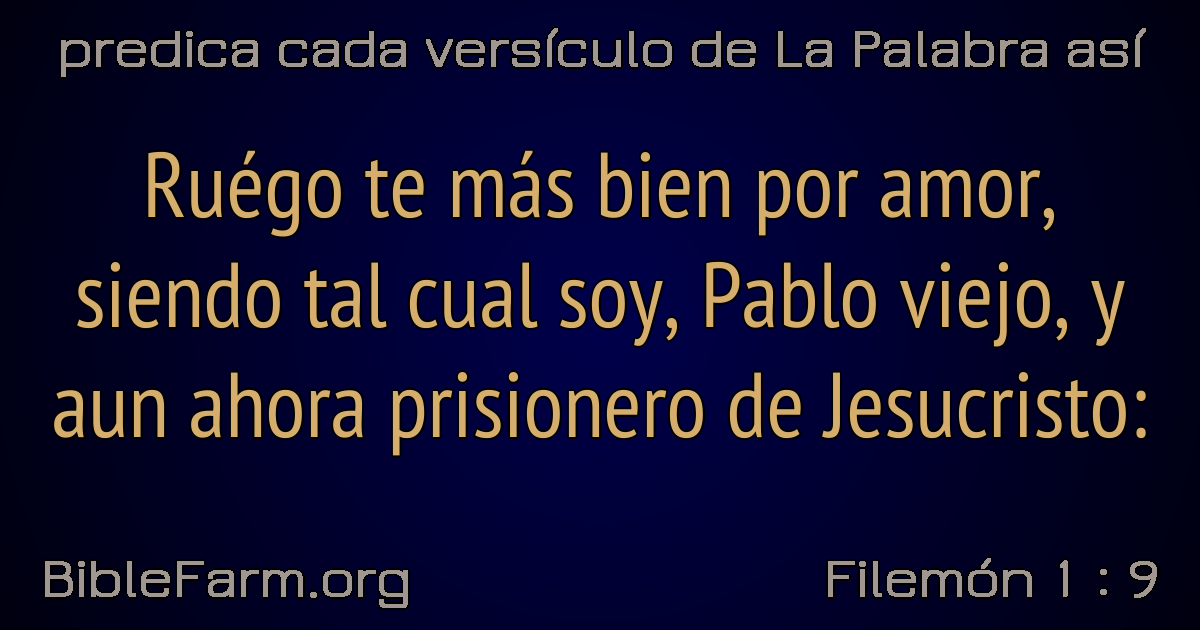 predica cada versículo de La Palabra así
Ruégo te más bien por amor,
siendo tal cual soy, Pablo viejo, y
aun ahora prisionero de Jesucristo:
BibleFarm.org
Filemón 1 : 9